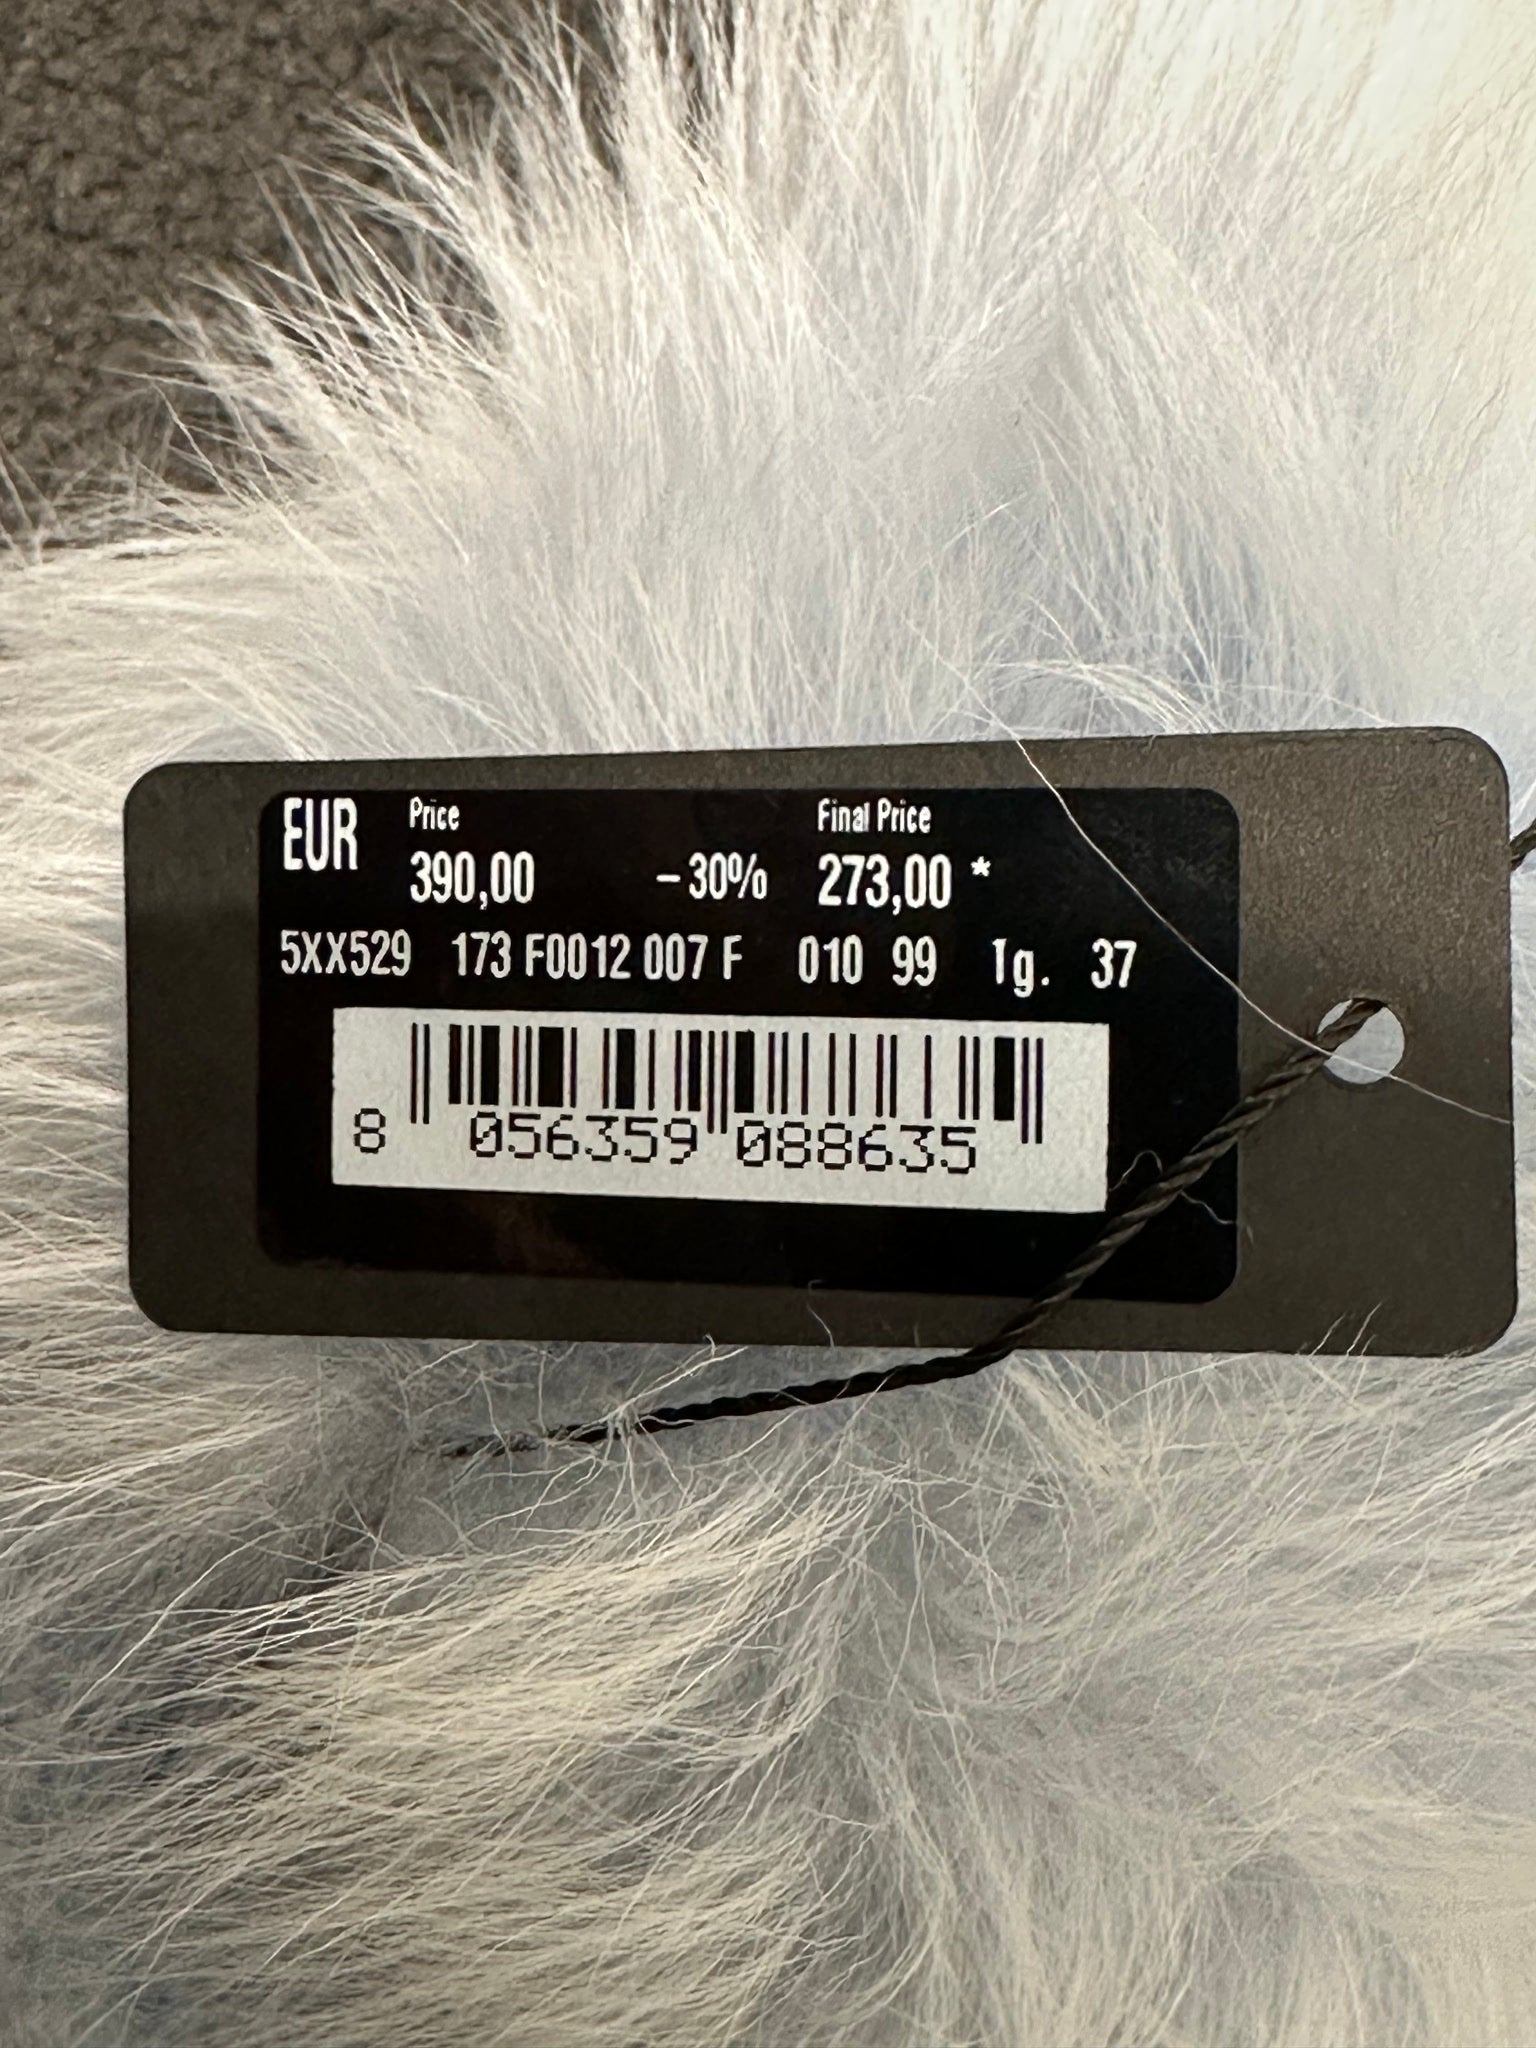 EUR Price Final Price
390,00 -30% 273,00 *
5XX529 173 F0012 007 F 010 99 Tg. 37
8 056359 088635